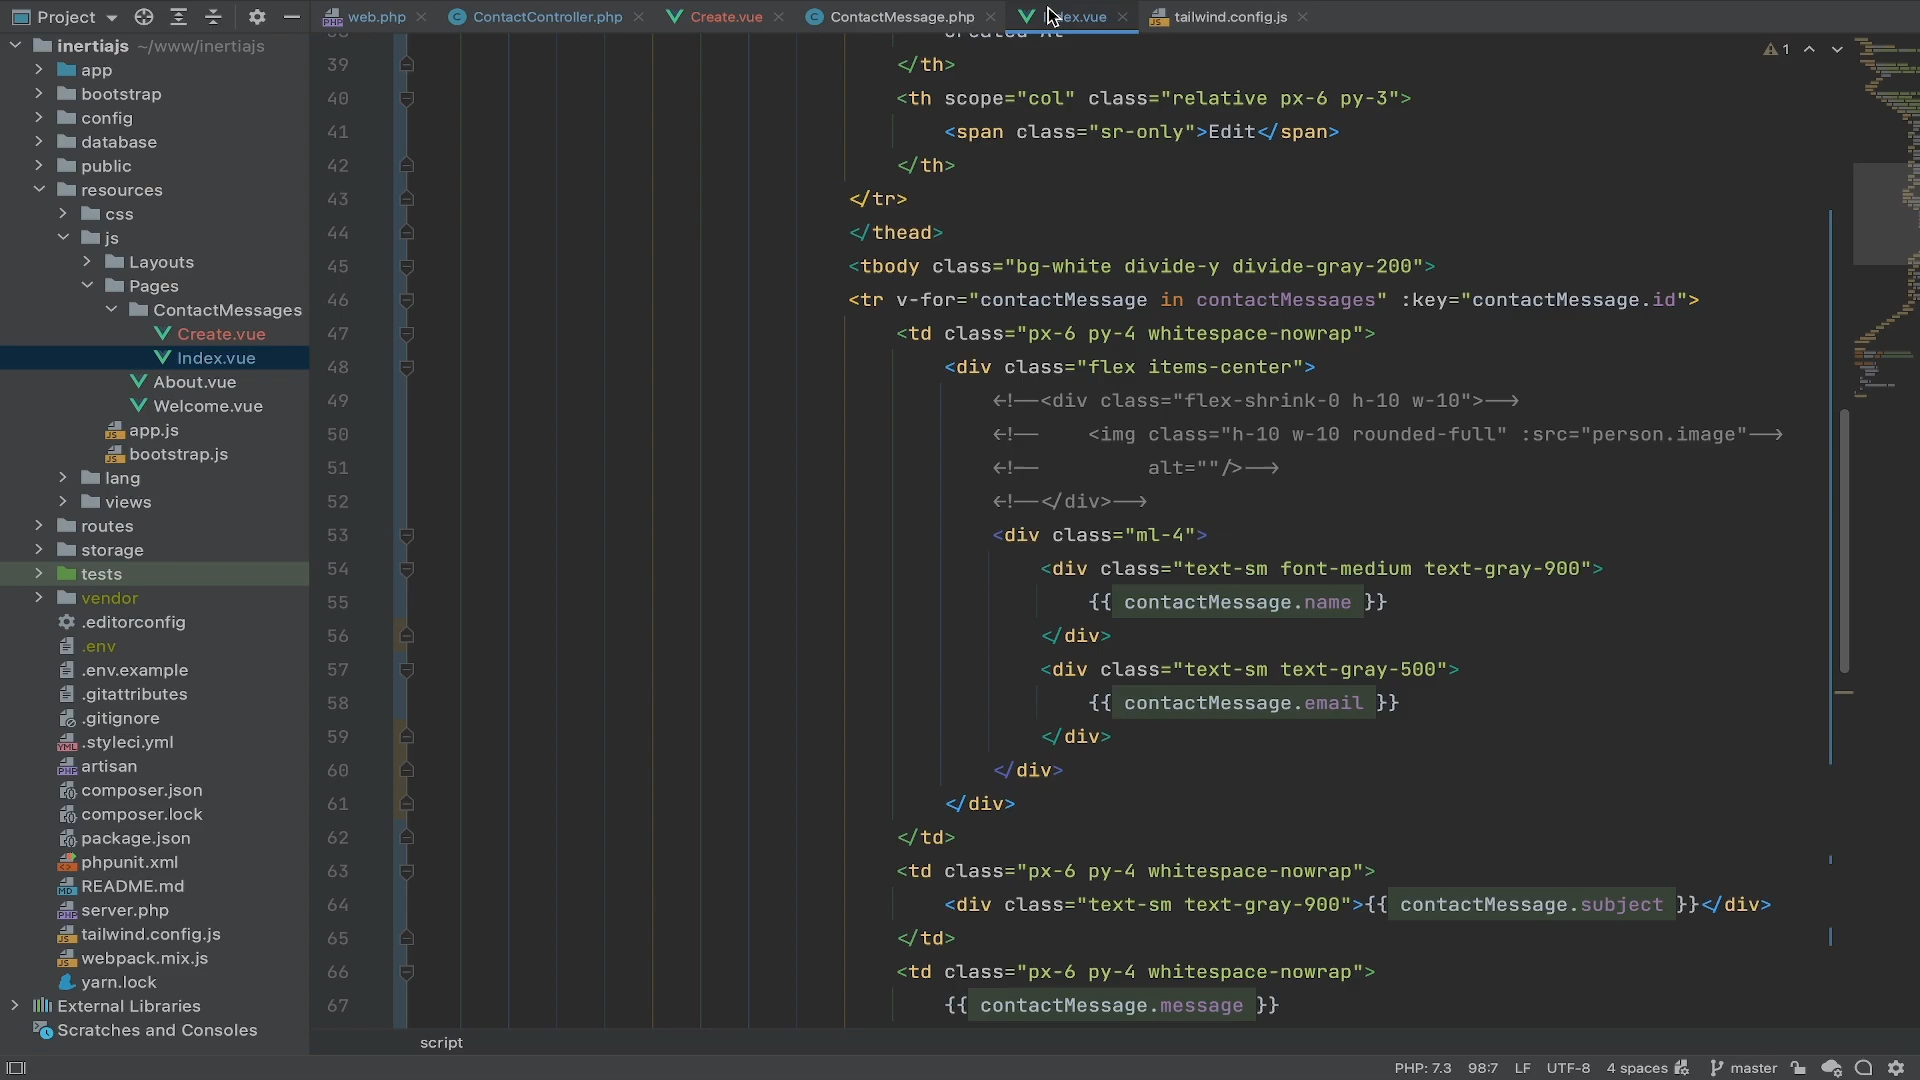 Project
web.php
ContactController.php
Create.vue
ContactMessage.php
tailwind.config.js
inertiajs ~/www/inertiajs
app
bootstrap
config
database
public
resources
css
js
Layouts
Pages
ContactMessages
Create.vue
Index.vue
About.vue
Welcome.vue
app.js
bootstrap.js
lang
views
routes
storage
tests
vendor
.editorconfig
.env
.env.example
.gitattributes
.gitignore
.styleci.yml
artisan
composer.json
composer.lock
package.json
phpunit.xml
README.md
server.php
tailwind.config.js
webpack.mix.js
yarn.lock
External Libraries
Scratches and Consoles
1
39 </th>
40 <th scope="col" class="relative px-6 py-3">
41 <span class="sr-only">Edit</span>
42 </th>
43 </tr>
44 </thead>
45 <tbody class="bg-white divide-y divide-gray-200">
46 <tr v-for="contactMessage in contactMessages" :key="contactMessage.id">
47 <td class="px-6 py-4 whitespace-nowrap">
48 <div class="flex items-center">
49 <!--<div class="flex-shrink-0 h-10 w-10">-->
50 <!-- <img class="h-10 w-10 rounded-full" :src="person.image"-->
51 <!-- alt=""/>-->
52 <!--</div>-->
53 <div class="ml-4">
54 <div class="text-sm font-medium text-gray-900">
55 {{ contactMessage.name }}
56 </div>
57 <div class="text-sm text-gray-500">
58 {{ contactMessage.email }}
59 </div>
60 </div>
61 </div>
62 </td>
63 <td class="px-6 py-4 whitespace-nowrap">
64 <div class="text-sm text-gray-900">{{ contactMessage.subject }}</div>
65 </td>
66 <td class="px-6 py-4 whitespace-nowrap">
67 {{ contactMessage.message }}
script
PHP: 7.3 98:7 LF UTF-8 4 spaces master